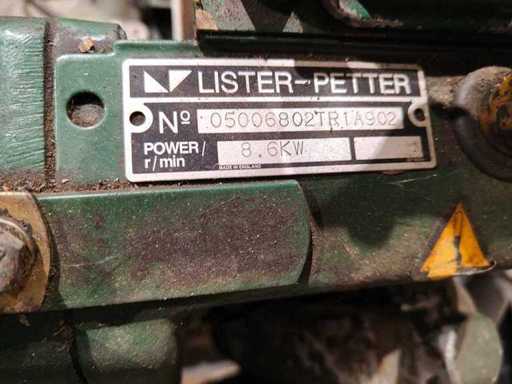 LISTER-PETTER
Nº 05006802TR1A902
POWER/ 8.6KW
r/min
MADE IN ENGLAND